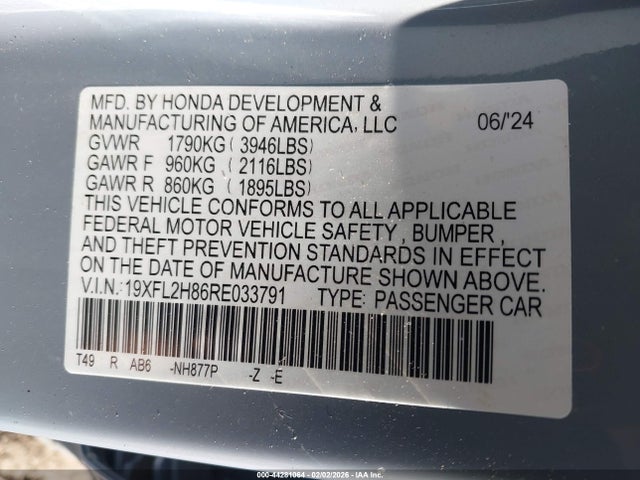 MFD. BY HONDA DEVELOPMENT &
MANUFACTURING OF AMERICA, LLC 06/'24
GVWR 1790KG (3946LBS)
GAWR F 960KG (2116LBS)
GAWR R 860KG (1895LBS)
THIS VEHICLE CONFORMS TO ALL APPLICABLE
FEDERAL MOTOR VEHICLE SAFETY, BUMPER,
AND THEFT PREVENTION STANDARDS IN EFFECT
ON THE DATE OF MANUFACTURE SHOWN ABOVE.
V.I.N.: 19XFL2H86RE033791 TYPE: PASSENGER CAR
T49 R AB6 -NH877P -Z -E
000-44281064 - 02/02/2026 - IAA Inc.